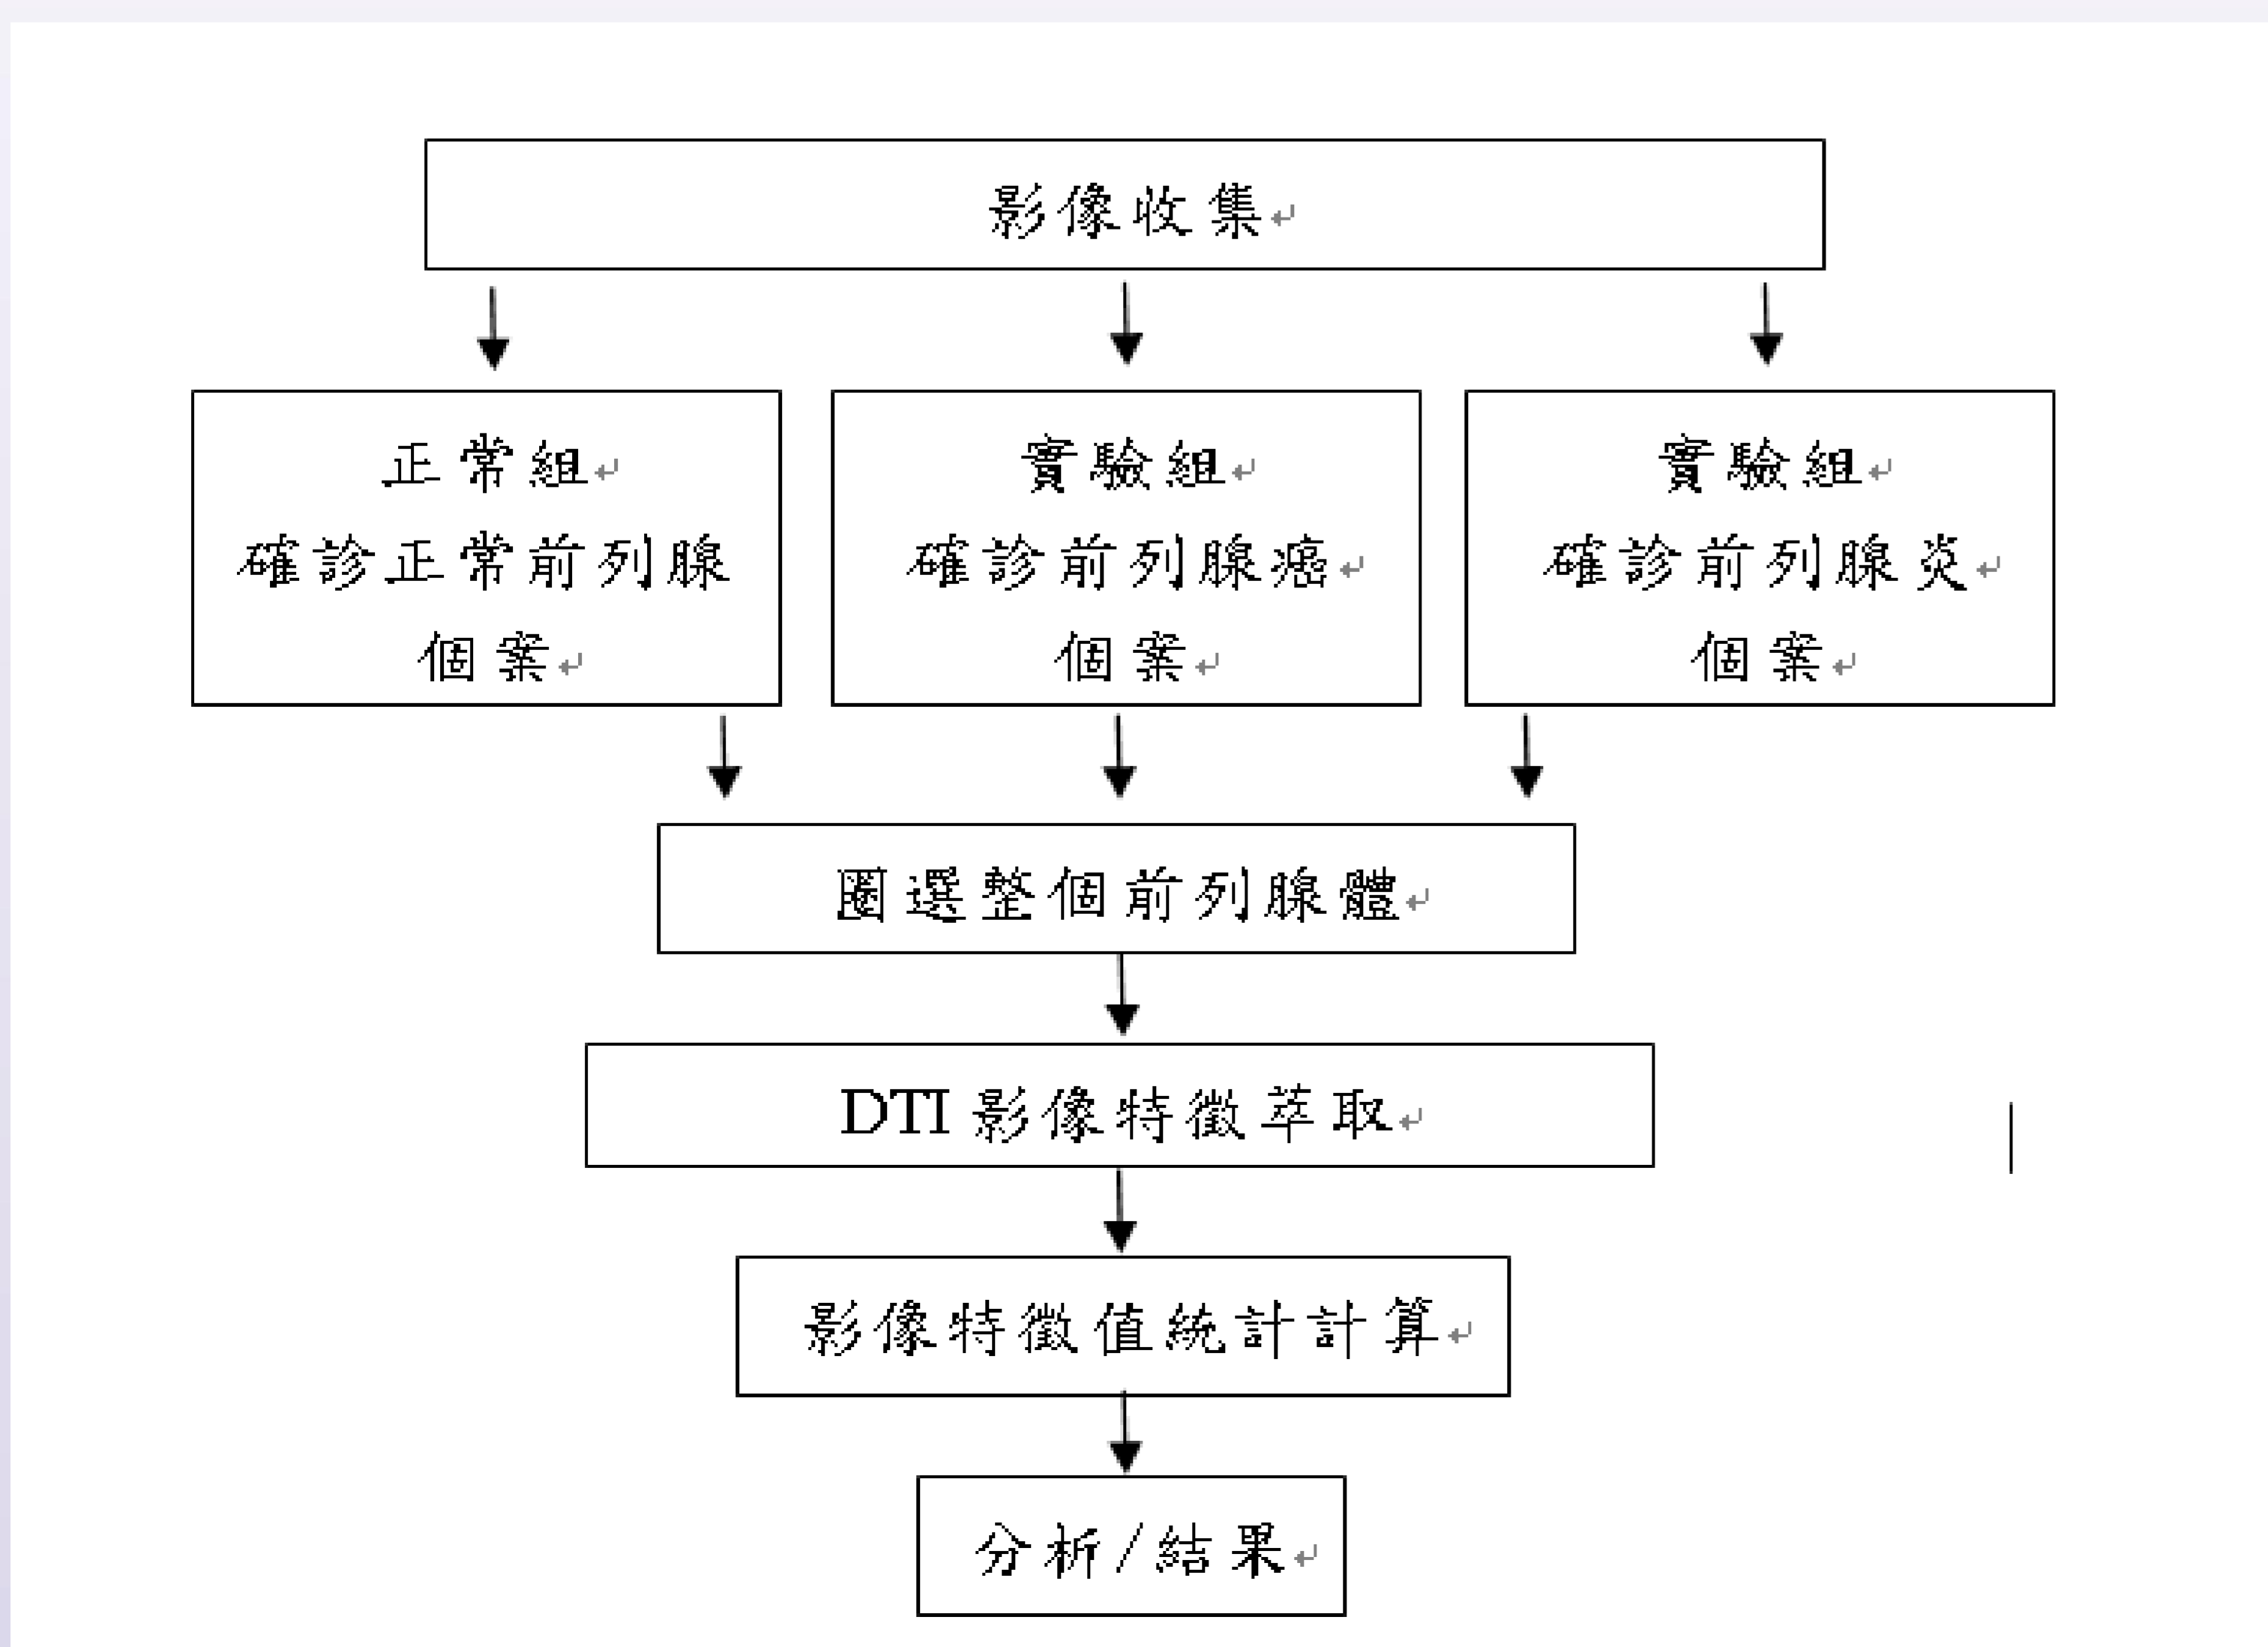 影像收集
正常組
確診正常前列腺
個案
實驗組
確診前列腺癌
個案
實驗組
確診前列腺炎
個案
圈選整個前列腺體
DTI 影像特徵萃取
影像特徵值統計計算
分析/結果